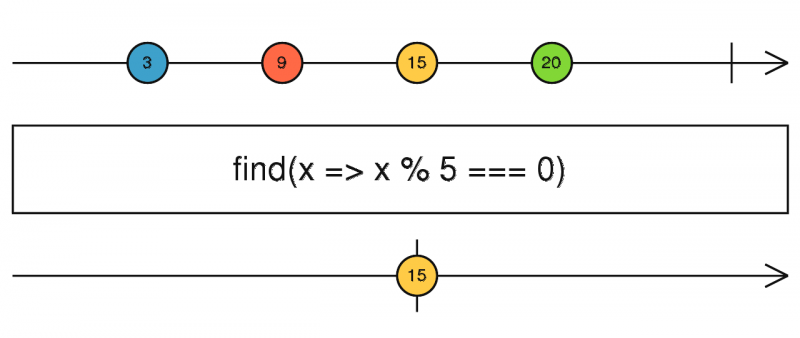 3 9 15 20
find(x => x % 5 === 0)
15